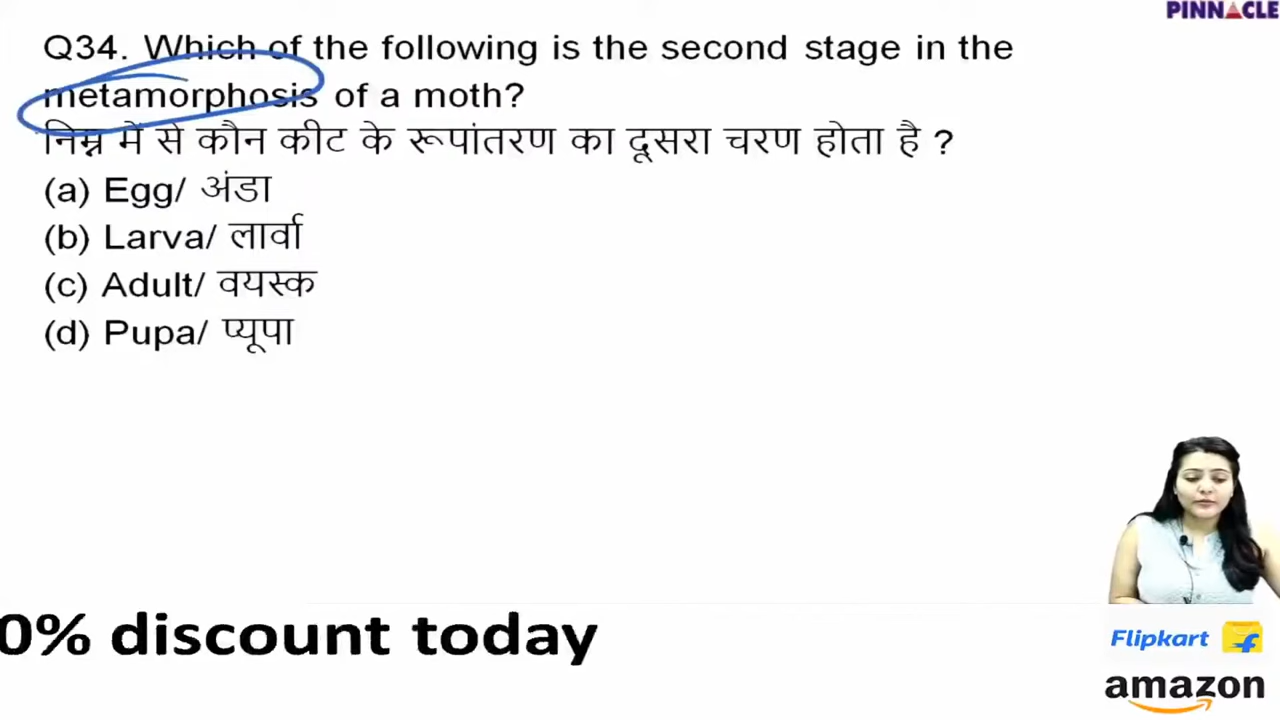 PINNACLE
Q34. Which of the following is the second stage in the
metamorphosis of a moth?
निम्न में से कौन कीट के रूपांतरण का दूसरा चरण होता है ?
(a) Egg/ अंडा
(b) Larva/ लार्वा
(c) Adult/ वयस्क
(d) Pupa/ प्यूपा
0% discount today
Flipkart
amazon